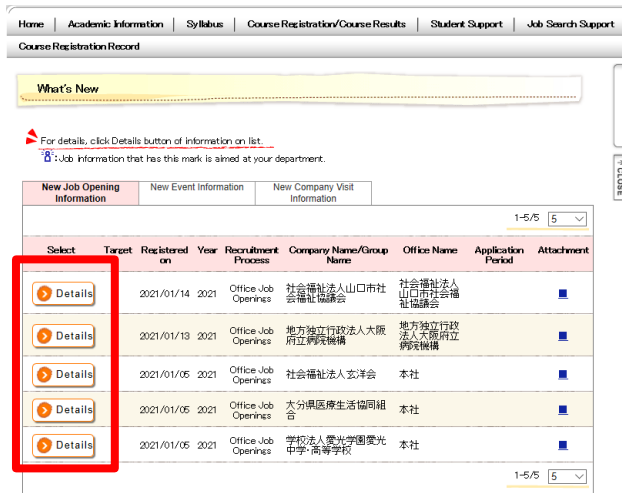 Home | Academic Information | Syllabus | Course Registration/Course Results | Student Support | Job Search Support
Course Registration Record
What's New
For details, click Details button of information on list.
:Job information that has this mark is aimed at your department.
New Job Opening Information
New Event Information
New Company Visit Information
1-5/5 5
Select Target Registered on Year Recruitment Process Company Name/Group Name Office Name Application Period Attachment
Details 2021/01/14 2021 Office Job Openings 社会福祉法人山口市社会福祉協議会 社会福祉法人山口市社会福祉協議会
Details 2021/01/13 2021 Office Job Openings 地方独立行政法人大阪府立病院機構 地方独立行政法人大阪府立病院機構
Details 2021/01/05 2021 Office Job Openings 社会福祉法人玄洋会 本社
Details 2021/01/05 2021 Office Job Openings 大分県医療生活協同組合 本社
Details 2021/01/05 2021 Office Job Openings 学校法人愛光学園愛光中学・高等学校 本社
1-5/5 5
CLOSE